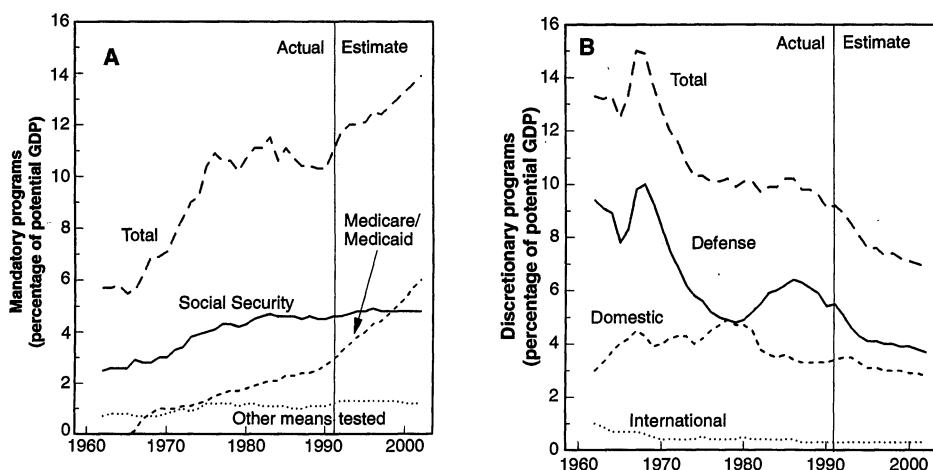 A
Actual
Estimate
Mandatory programs
(percentage of potential GDP)
16
14
12
10
8
6
4
2
0
Total
Medicare/
Medicaid
Social Security
Other means tested
1960
1970
1980
1990
2000
B
Actual
Estimate
Discretionary programs
(percentage of potential GDP)
16
14
12
10
8
6
4
2
0
Total
Defense
Domestic
International
1960
1970
1980
1990
2000